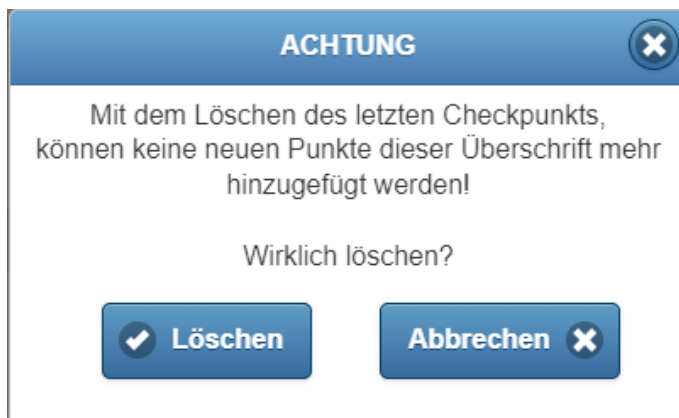 ACHTUNG
Mit dem Löschen des letzten Checkpunkts,
können keine neuen Punkte dieser Überschrift mehr
hinzugefügt werden!
Wirklich löschen?
Löschen
Abbrechen